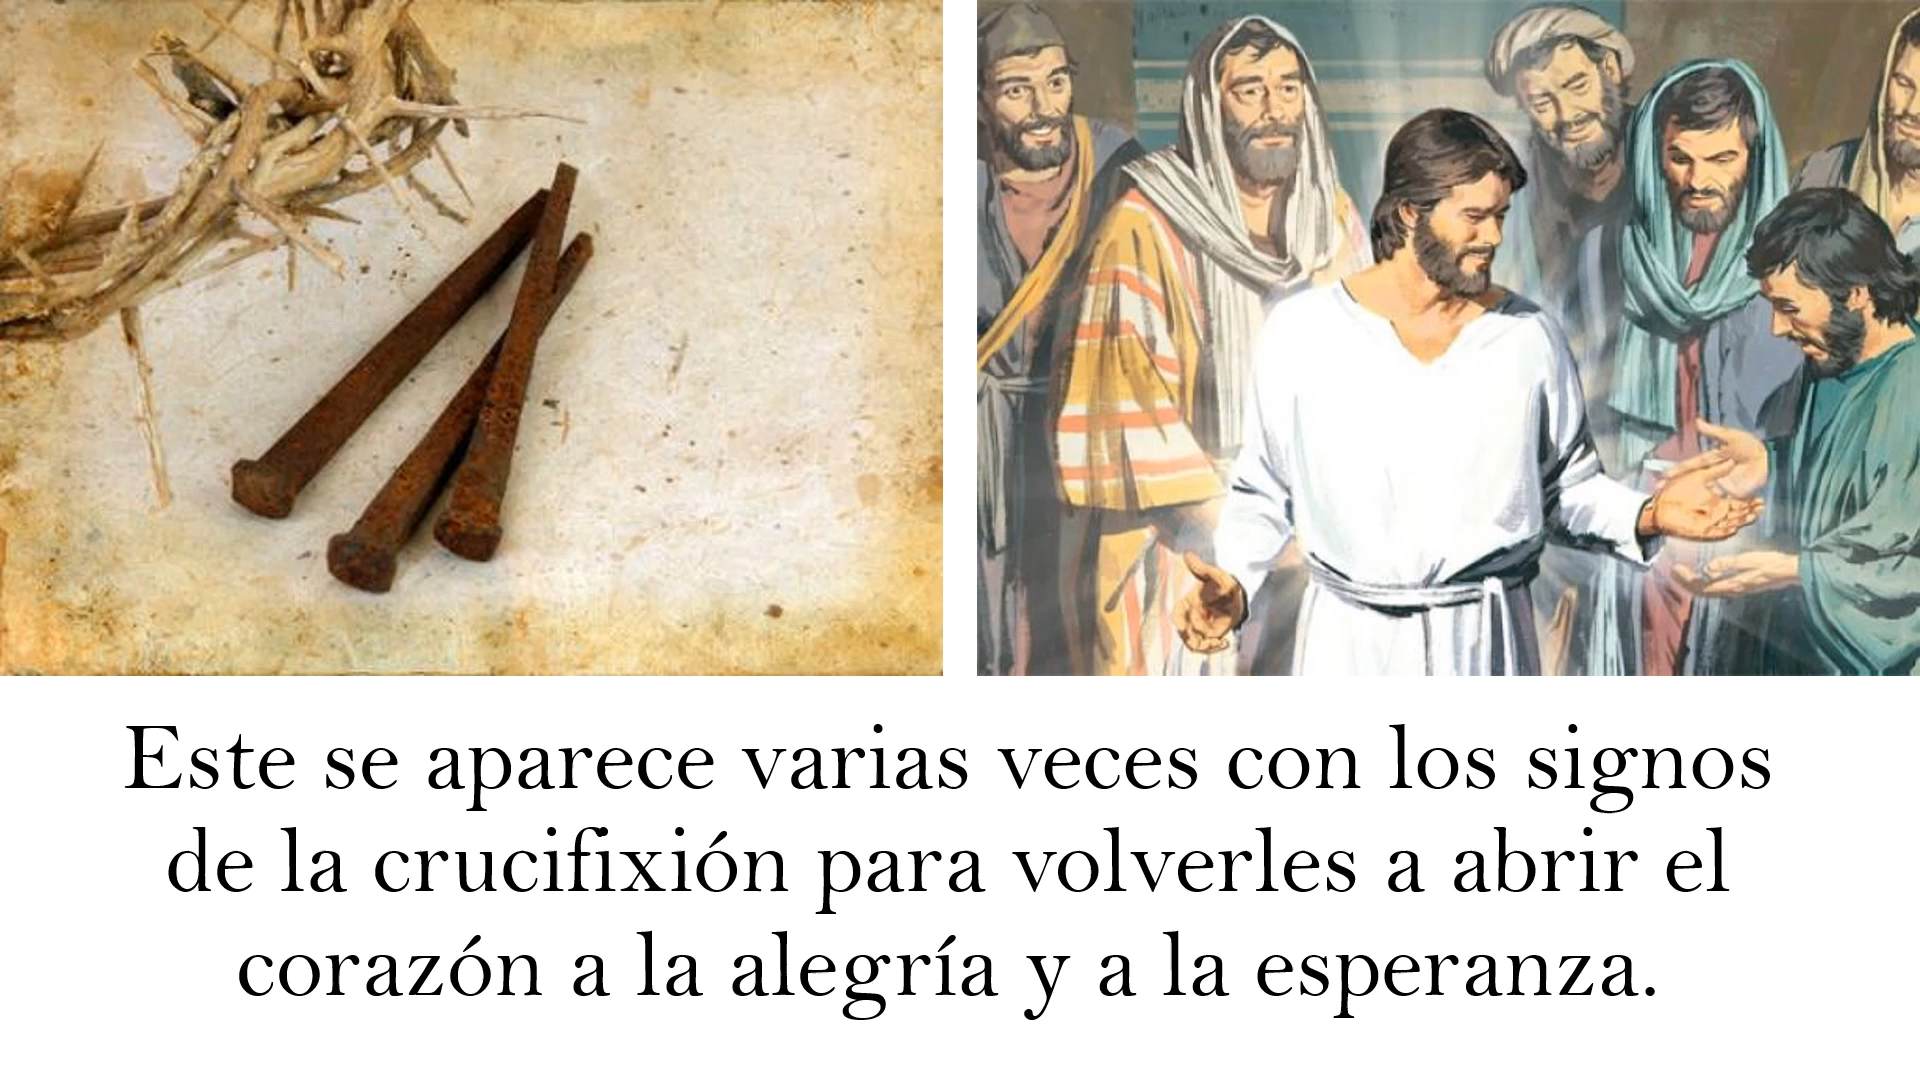 Este se aparece varias veces con los signos
de la crucifixión para volverles a abrir el
corazón a la alegría y a la esperanza.